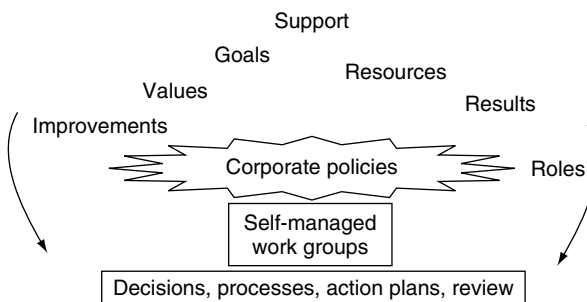 Support
Goals
Resources
Values
Results
Improvements
Corporate policies
Roles
Self-managed
work groups
Decisions, processes, action plans, review